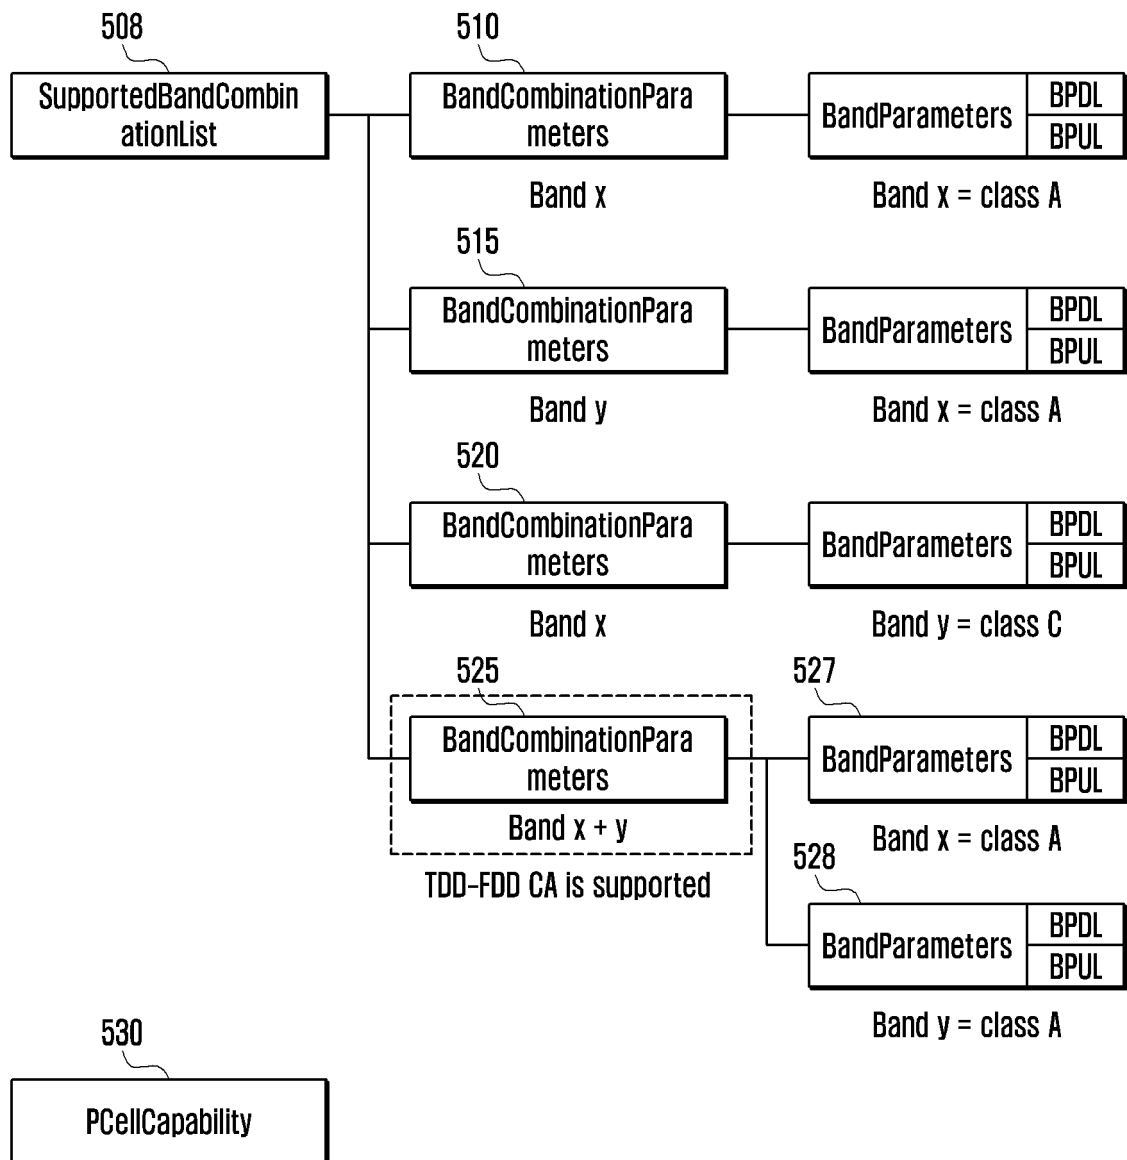 508
SupportedBandCombin
ationList
510
BandCombinationPara
meters
Band x
BandParameters
BPDL
BPUL
Band x = class A
515
BandCombinationPara
meters
Band y
BandParameters
BPDL
BPUL
Band x = class A
520
BandCombinationPara
meters
Band x
BandParameters
BPDL
BPUL
Band y = class C
525
BandCombinationPara
meters
Band x + y
TDD-FDD CA is supported
527
BandParameters
BPDL
BPUL
Band x = class A
528
BandParameters
BPDL
BPUL
Band y = class A
530
PCellCapability